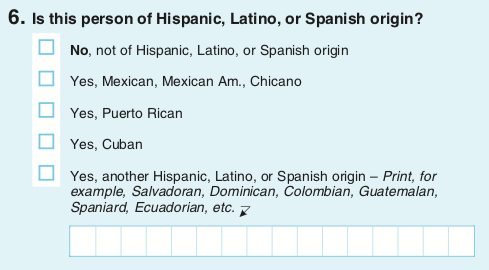 6. Is this person of Hispanic, Latino, or Spanish origin?
No, not of Hispanic, Latino, or Spanish origin
Yes, Mexican, Mexican Am., Chicano
Yes, Puerto Rican
Yes, Cuban
Yes, another Hispanic, Latino, or Spanish origin – Print, for
example, Salvadoran, Dominican, Colombian, Guatemalan,
Spaniard, Ecuadorian, etc.